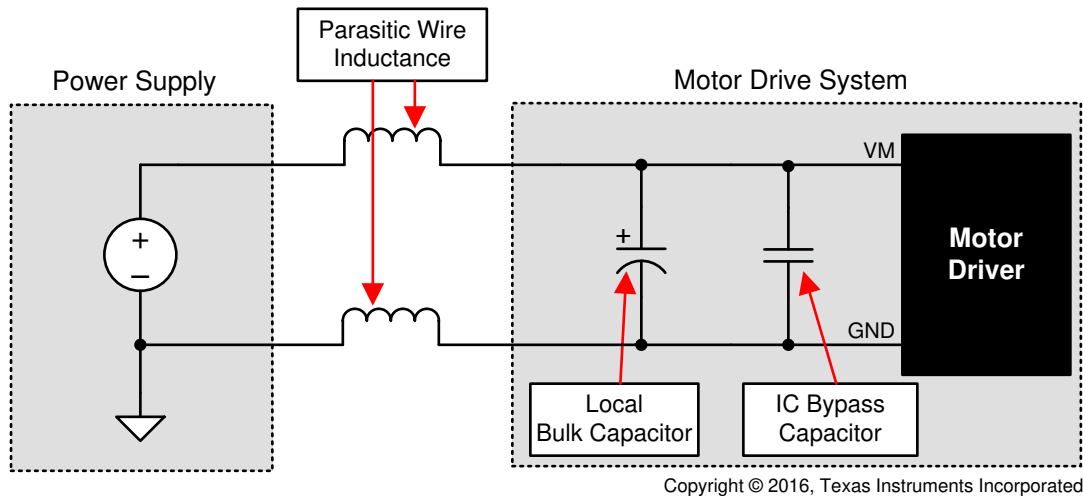 Parasitic Wire
Inductance
Power Supply
Motor Drive System
VM
+
–
+
Motor
Driver
GND
Local
Bulk Capacitor
IC Bypass
Capacitor
Copyright © 2016, Texas Instruments Incorporated